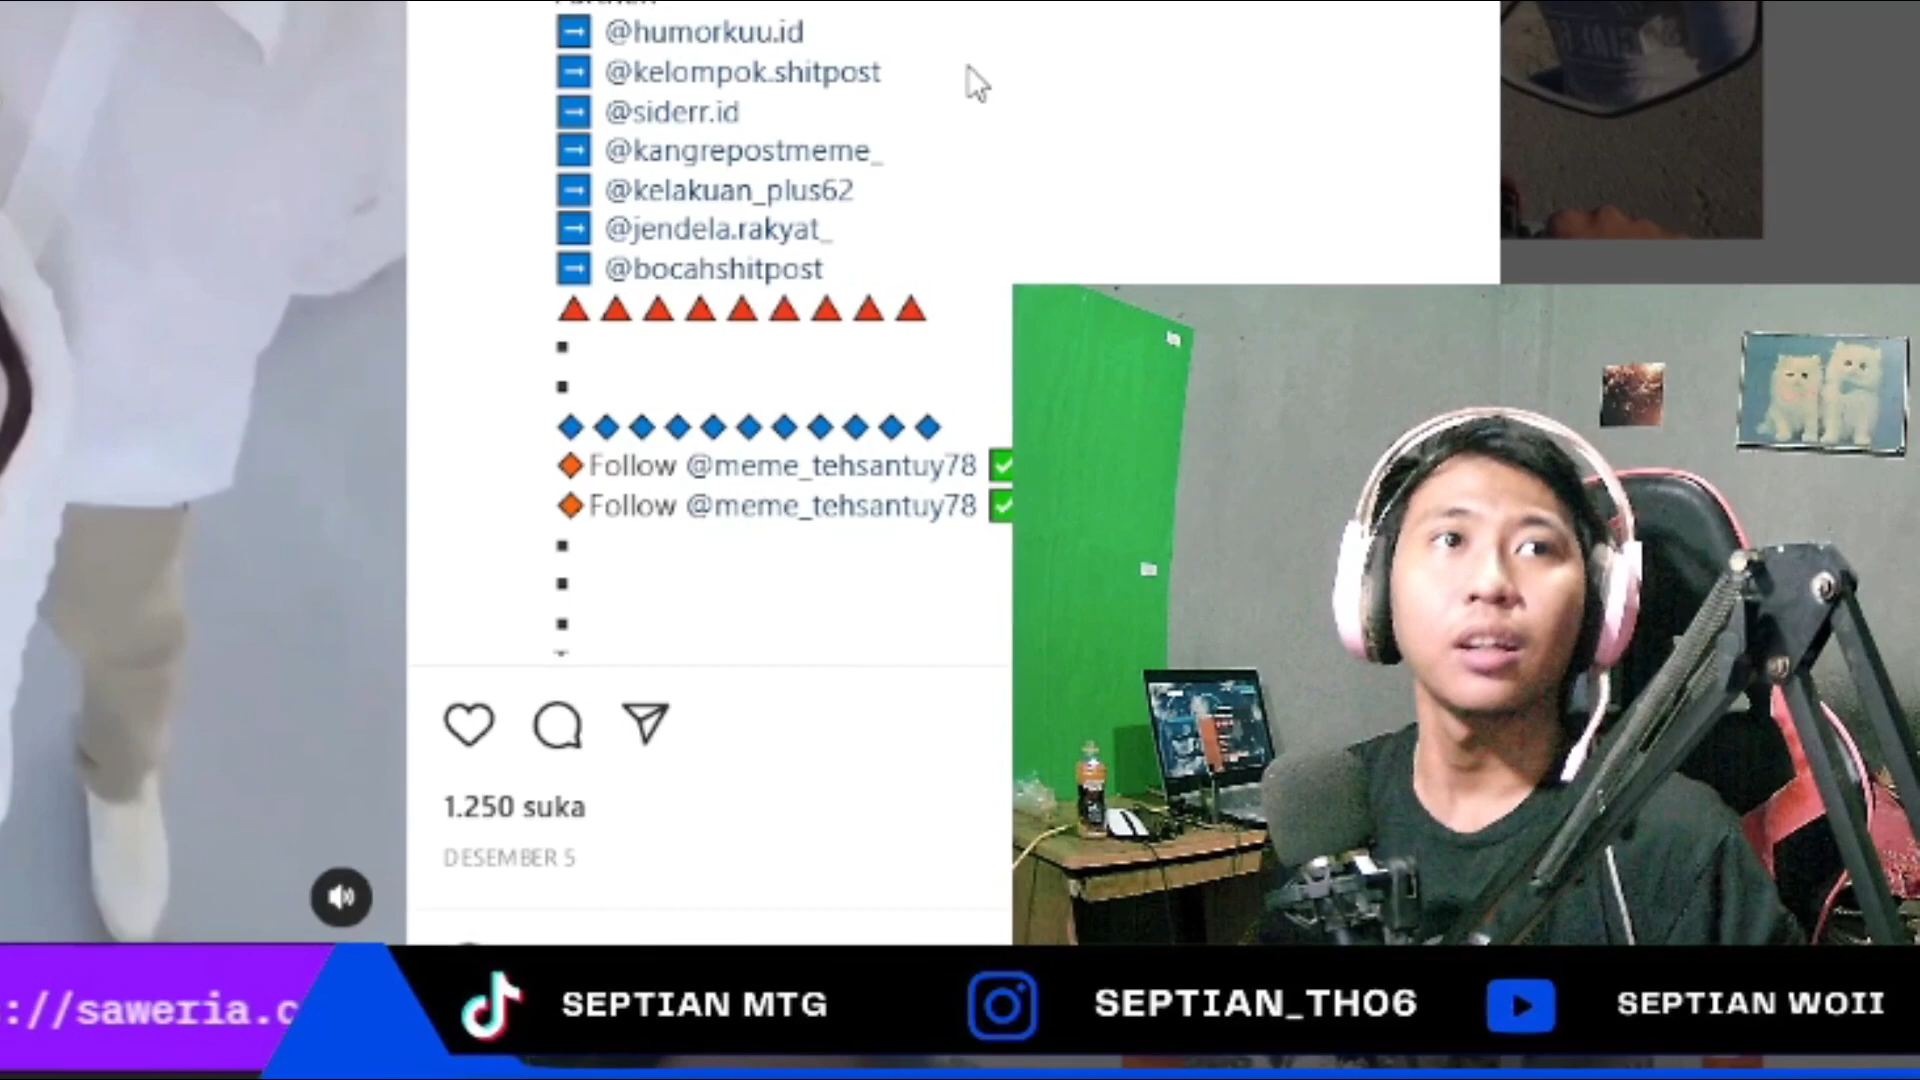 @humorkuu.id
@kelompok.shitpost
@siderr.id
@kangrepostmeme_
@kelakuan_plus62
@jendela.rakyat_
@bocahshitpost
Follow @meme_tehsantuy78
Follow @meme_tehsantuy78
1.250 suka
DESEMBER 5
s://saweria.c
SEPTIAN MTG
SEPTIAN_TH06
SEPTIAN WOII